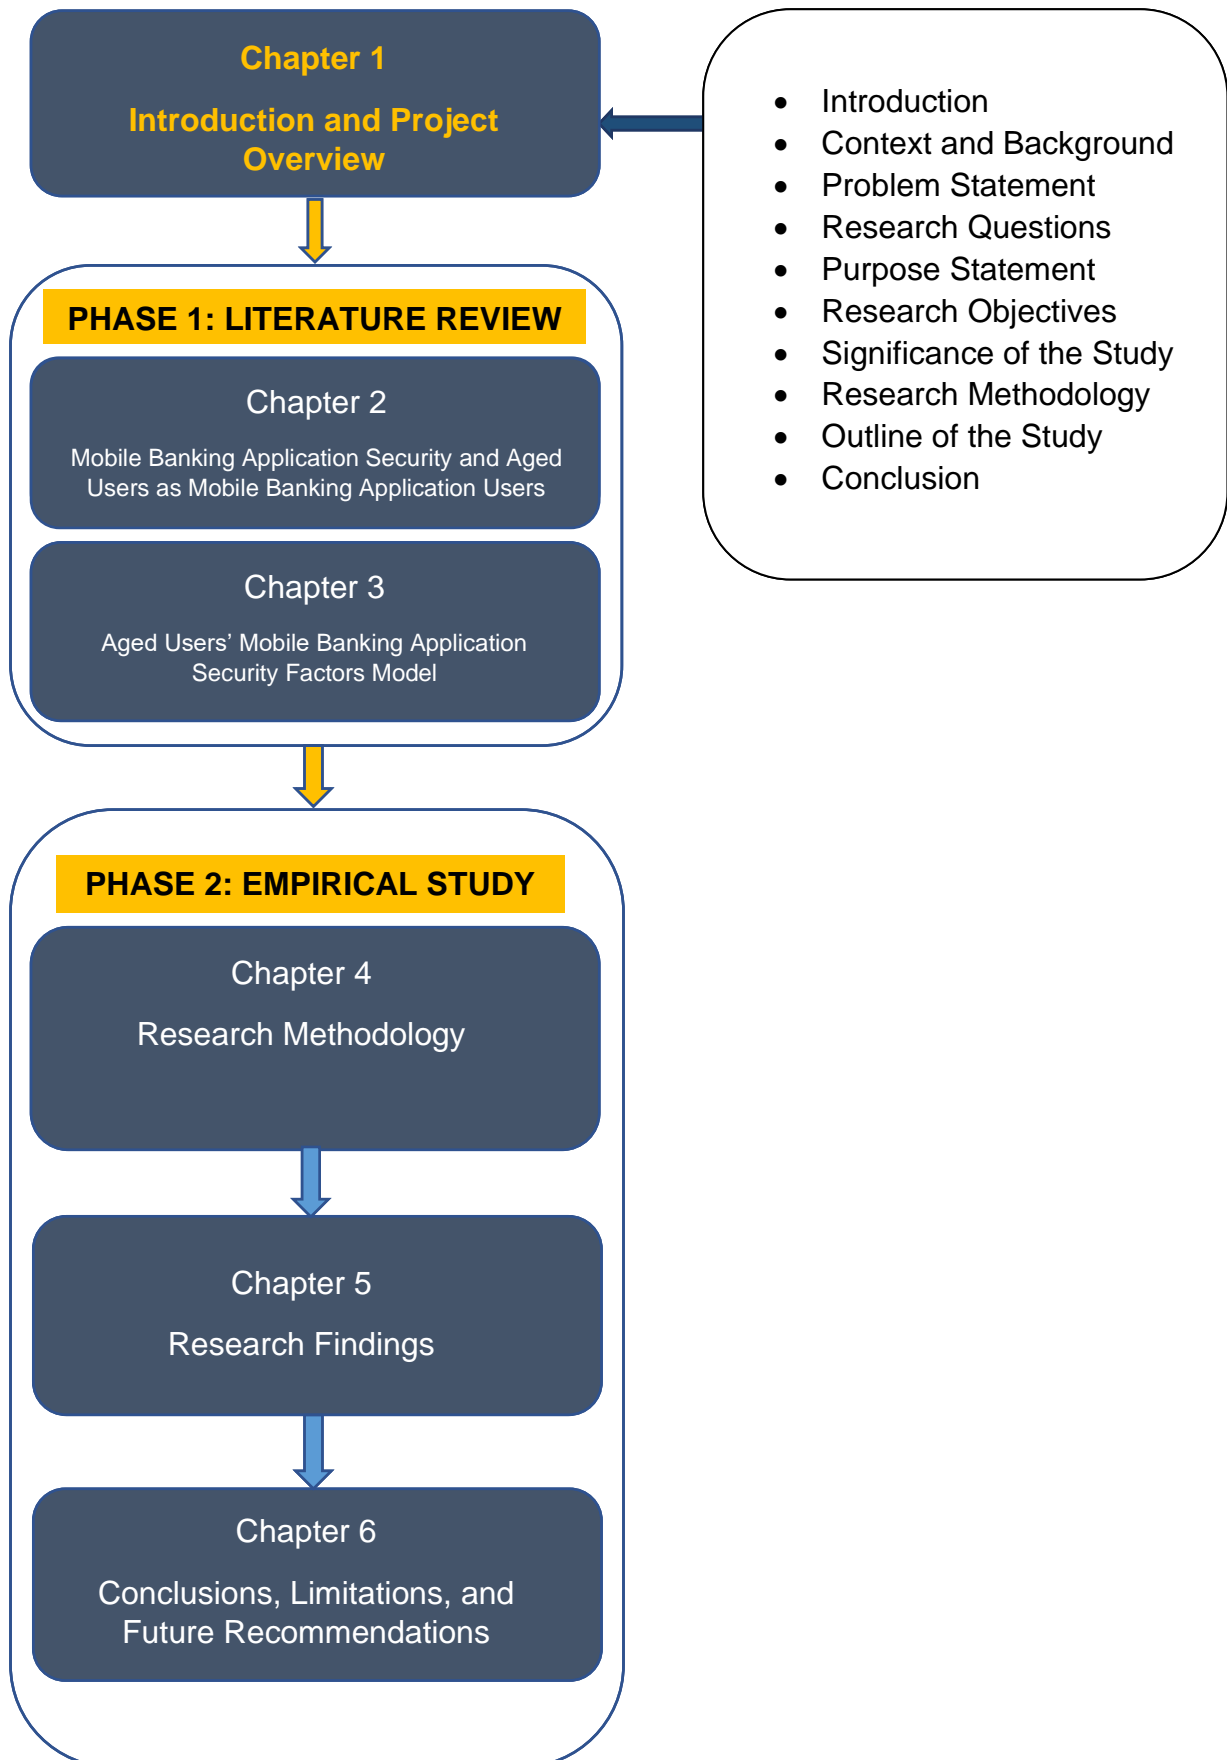 Chapter 1
Introduction and Project
Overview
• Introduction
• Context and Background
• Problem Statement
• Research Questions
• Purpose Statement
• Research Objectives
• Significance of the Study
• Research Methodology
• Outline of the Study
• Conclusion
PHASE 1: LITERATURE REVIEW
Chapter 2
Mobile Banking Application Security and Aged
Users as Mobile Banking Application Users
Chapter 3
Aged Users’ Mobile Banking Application
Security Factors Model
PHASE 2: EMPIRICAL STUDY
Chapter 4
Research Methodology
Chapter 5
Research Findings
Chapter 6
Conclusions, Limitations, and
Future Recommendations